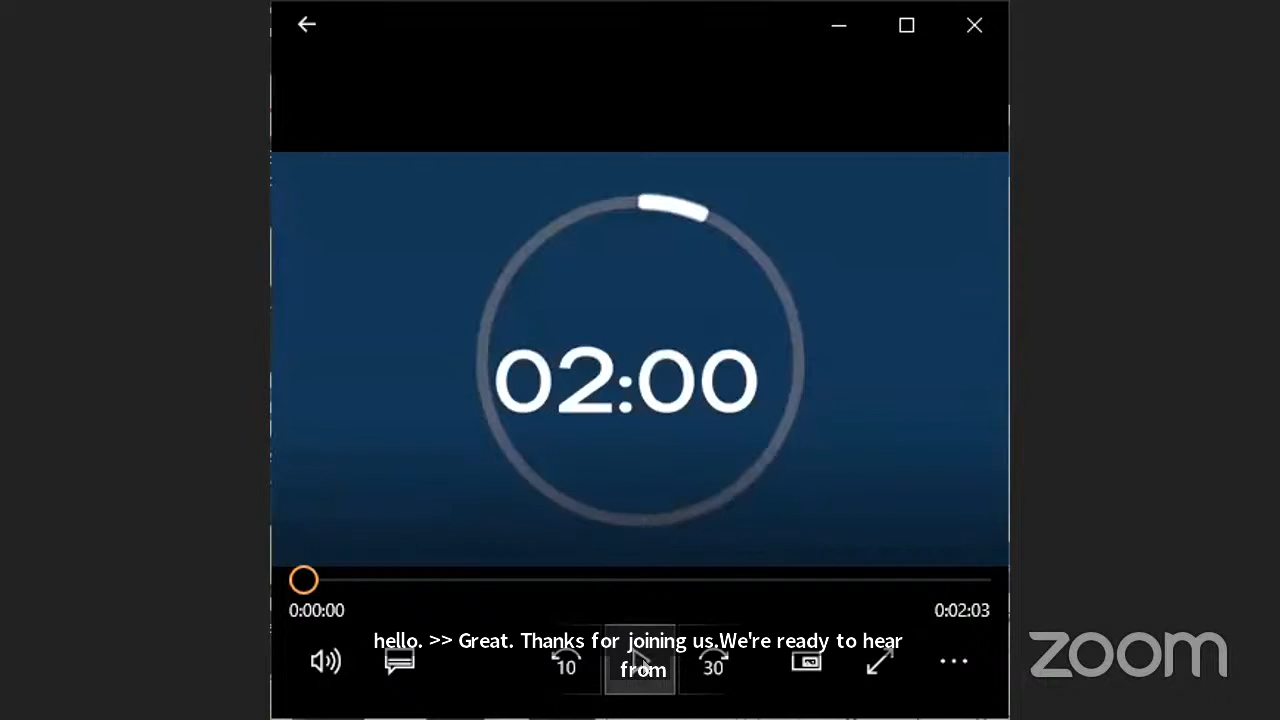 02:00
0:00:00
0:02:03
hello. >> Great. Thanks for joining us.We're ready to hear
from
10
30
zoom